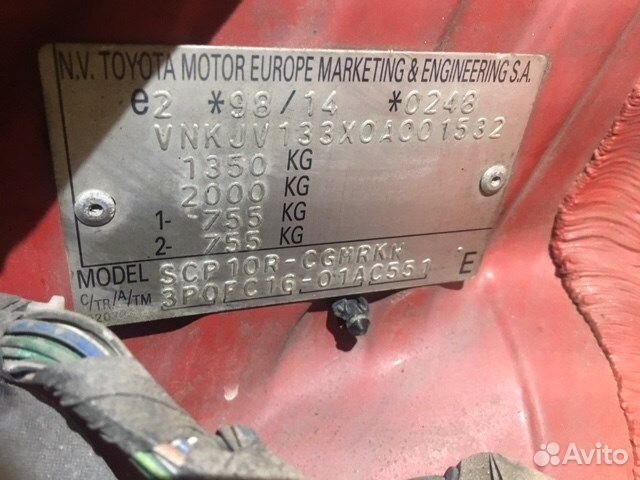 N.V. TOYOTA MOTOR EUROPE MARKETING & ENGINEERING S.A.
e2 *98/14 *0248
VNKJV133X0A001532
1350 KG
2000 KG
1- 755 KG
2- 755 KG
MODEL SCP10R-CGMRKW
C/TR/A/TM 3P0FC16-01AC551 E
Avito